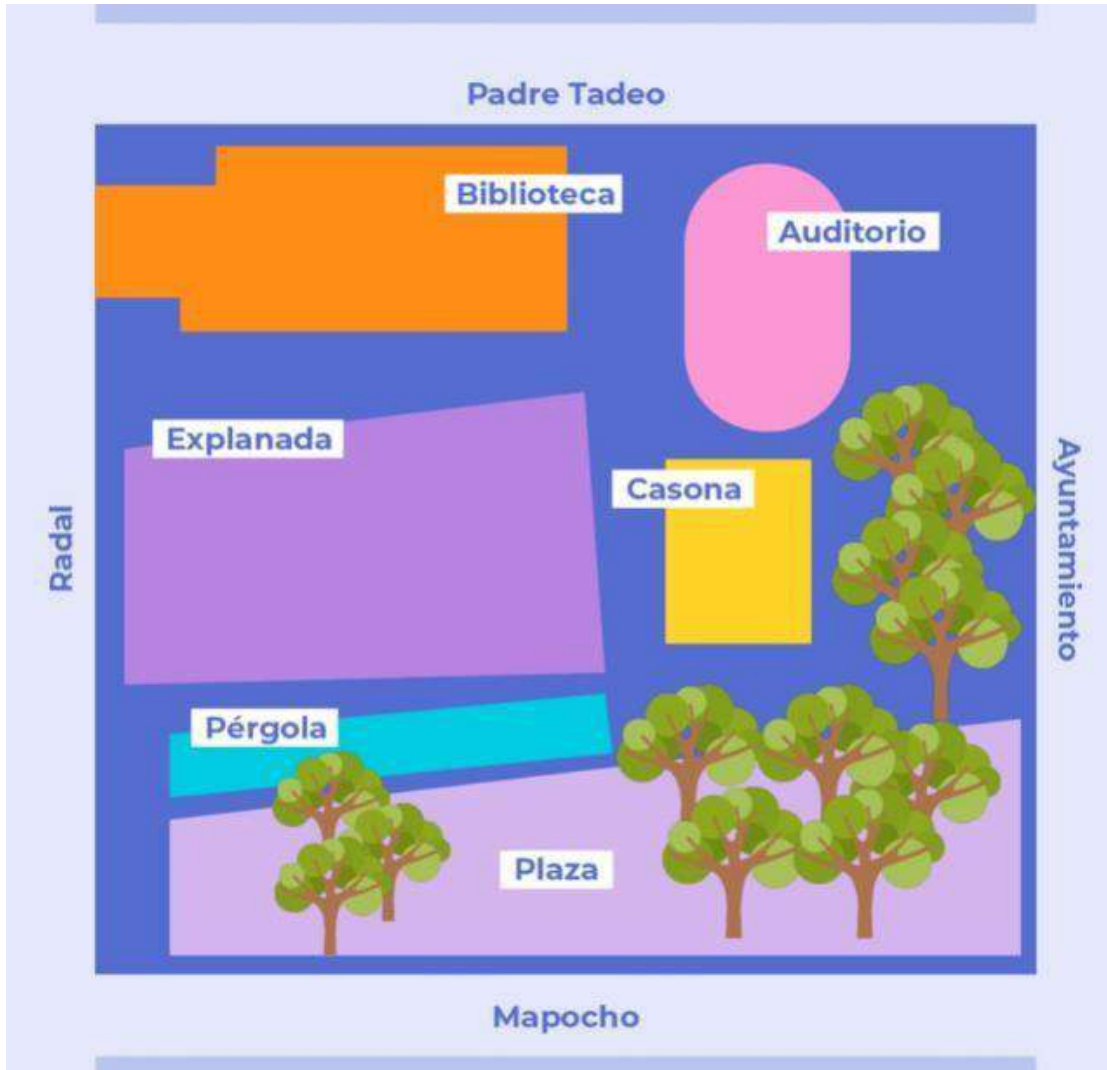 Padre Tadeo
Biblioteca
Auditorio
Explanada
Casona
Radal
Ayuntamiento
Pérgola
Plaza
Mapocho